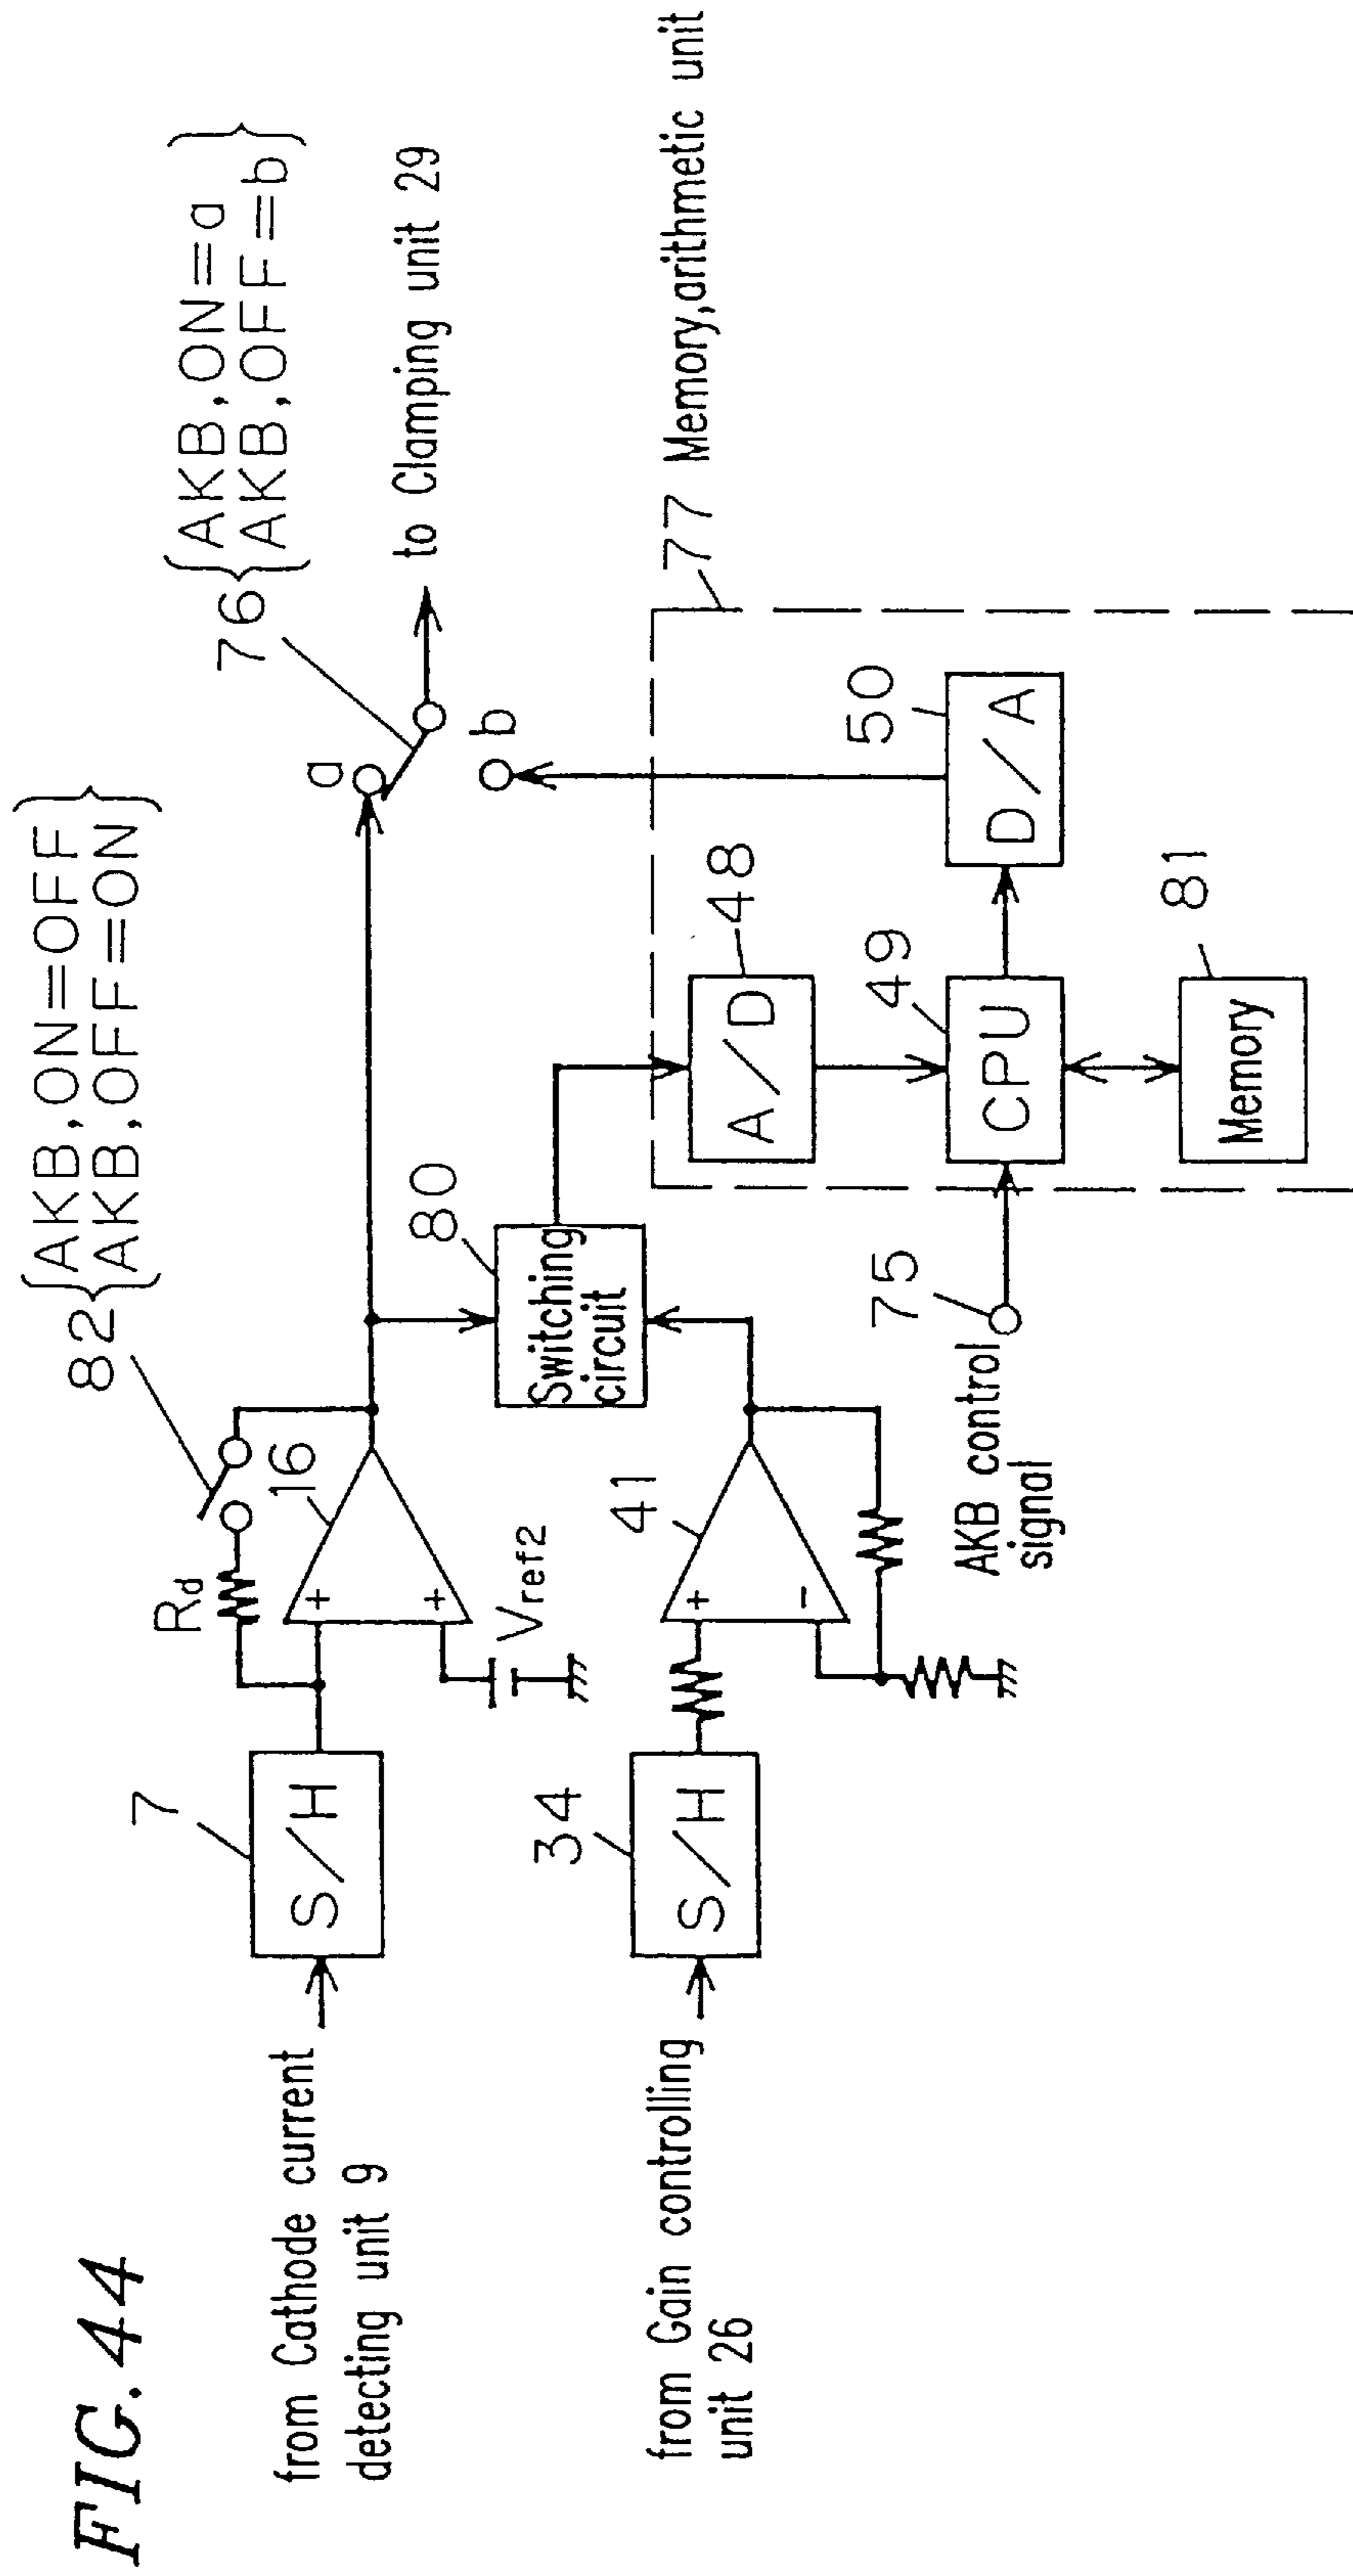 FIG. 44
82
{AKB,ON=OFF}
{AKB,OFF=ON}
76
{AKB,ON=a}
{AKB,OFF=b}
from Cathode current
detecting unit 9
7
S/H
Rd
16
+
+
Vref2
a
b
to Clamping unit 29
80
Switching
circuit
from Gain controlling
unit 26
34
S/H
41
+
-
77 Memory,arithmetic unit
A/D
48
AKB control
signal
75
CPU
49
D/A
50
Memory
81